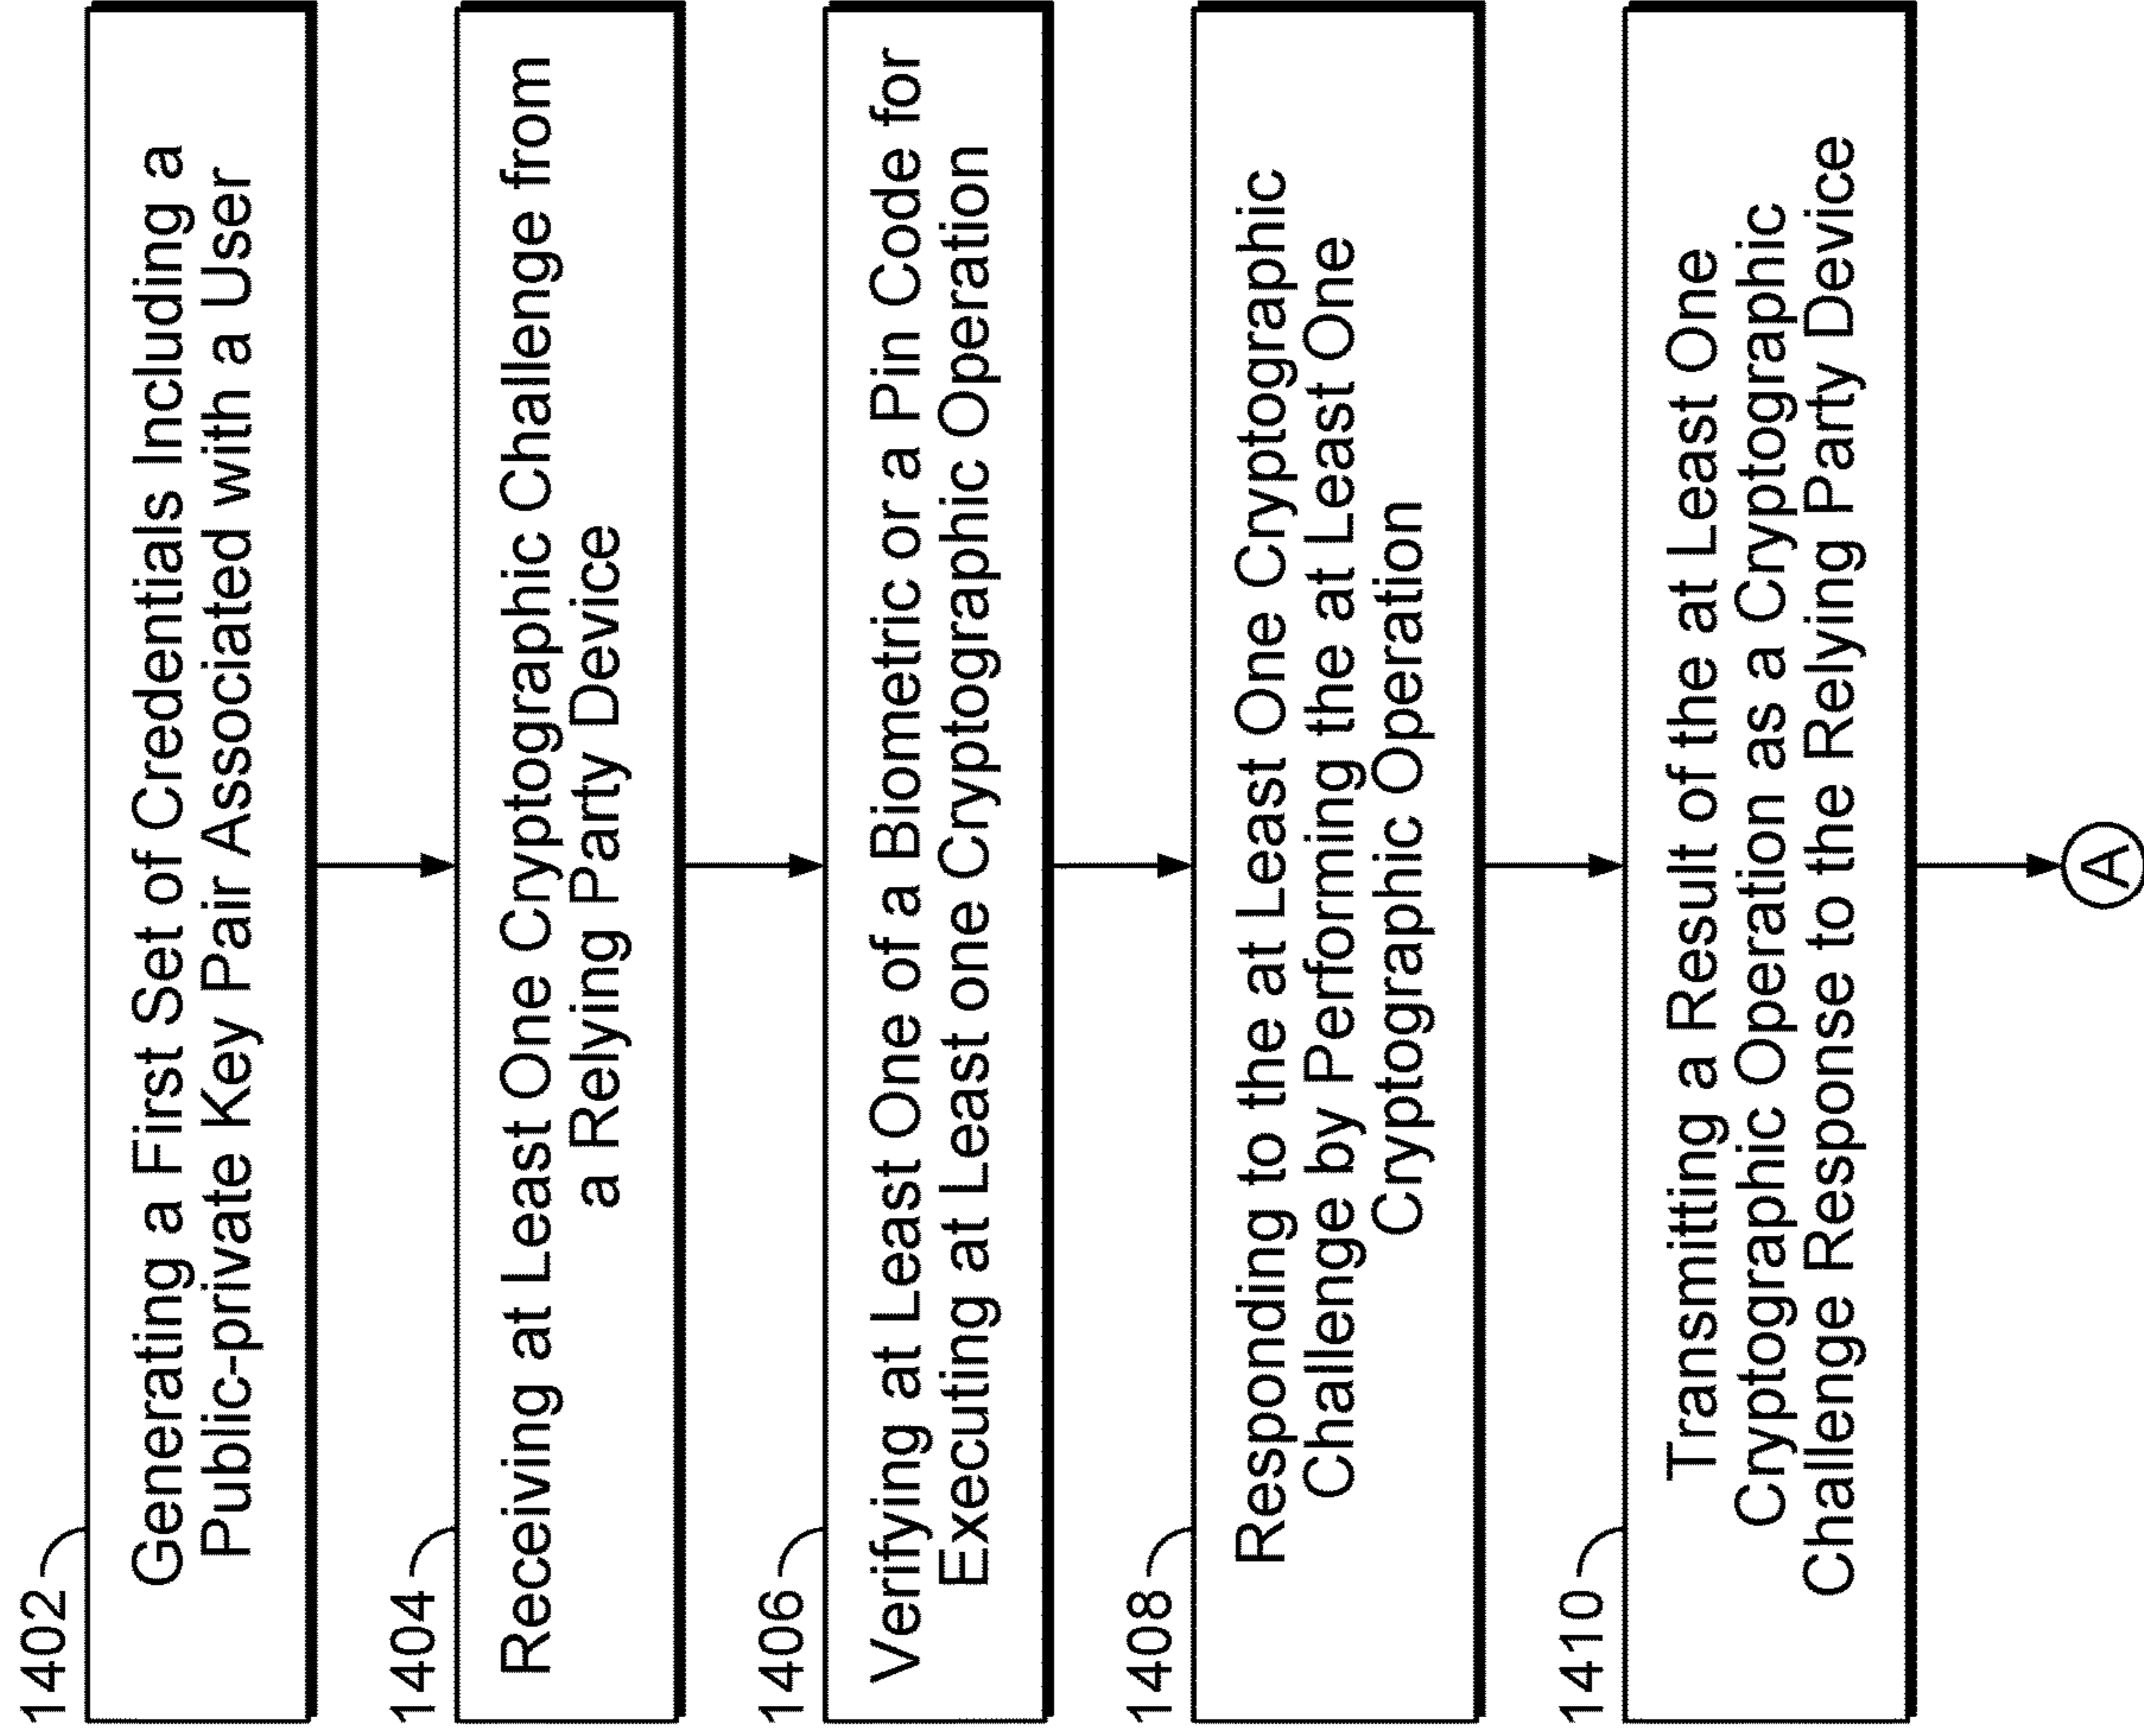 1402
Generating a First Set of Credentials Including a
Public-private Key Pair Associated with a User
1404
Receiving at Least One Cryptographic Challenge from
a Relying Party Device
1406
Verifying at Least One of a Biometric or a Pin Code for
Executing at Least one Cryptographic Operation
1408
Responding to the at Least One Cryptographic
Challenge by Performing the at Least One
Cryptographic Operation
1410
Transmitting a Result of the at Least One
Cryptographic Operation as a Cryptographic
Challenge Response to the Relying Party Device
A